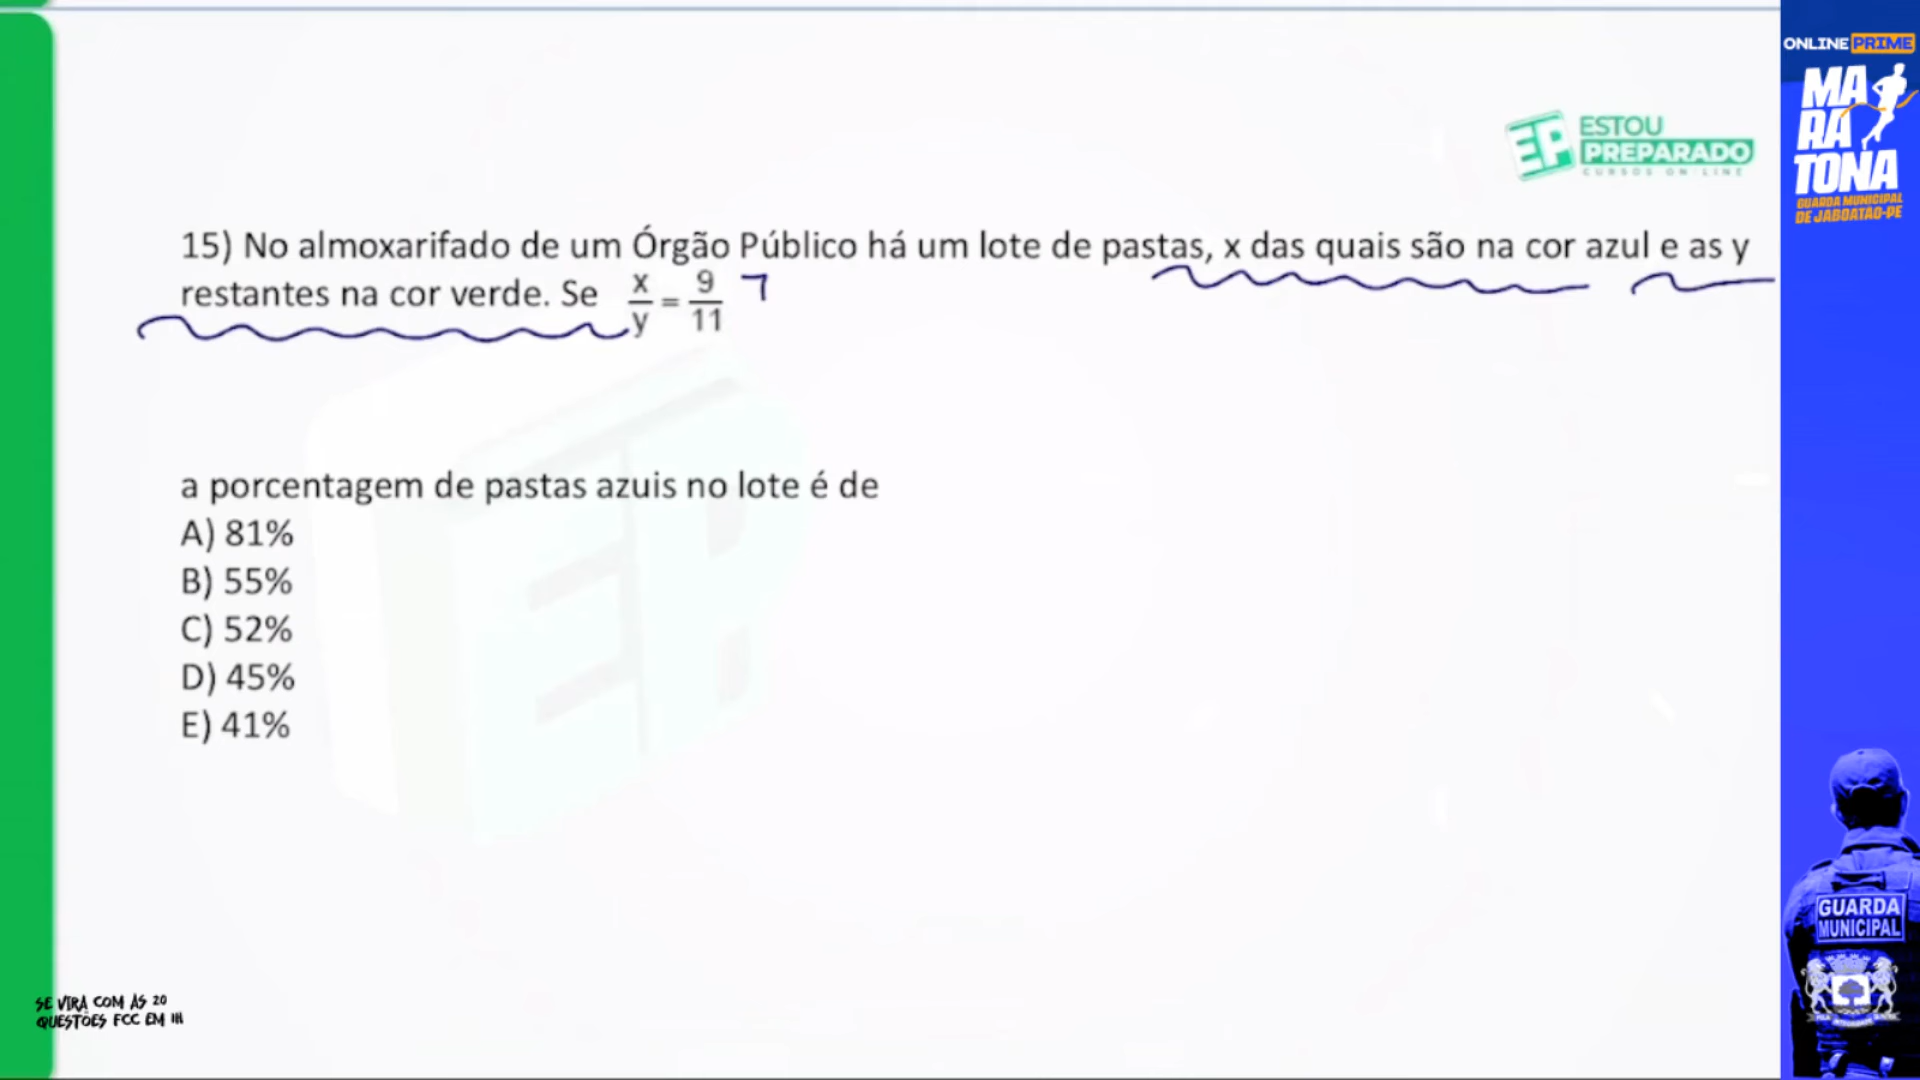 ONLINE PRIME
MA
RA
TONA
GUARDA MUNICIPAL
DE JABOATÃO-PE
EP ESTOU
PREPARADO
CURSOS ON LINE
15) No almoxarifado de um Órgão Público há um lote de pastas, x das quais são na cor azul e as y
restantes na cor verde. Se x/y = 9/11
a porcentagem de pastas azuis no lote é de
A) 81%
B) 55%
C) 52%
D) 45%
E) 41%
GUARDA
MUNICIPAL
SE VIRA COM AS 20
QUESTÕES FCC EM 1H